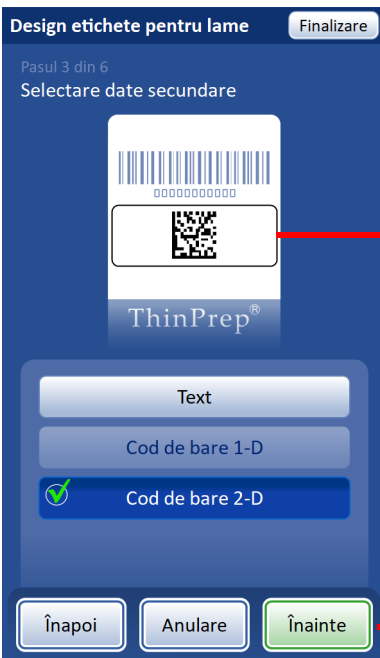 Design etichete pentru lame
Finalizare
Pasul 3 din 6
Selectare date secundare
00000000000
ThinPrep®
Text
Cod de bare 1-D
Cod de bare 2-D
Înapoi
Anulare
Înainte